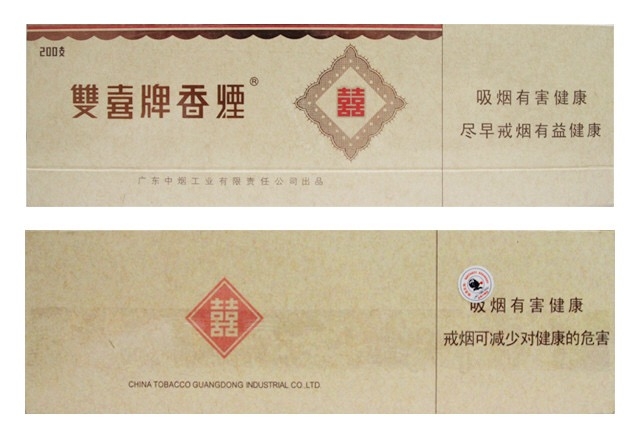 200支
雙喜牌香煙®
囍
吸烟有害健康
尽早戒烟有益健康
广东中烟工业有限责任公司出品
囍
吸烟有害健康
戒烟可减少对健康的危害
CHINA TOBACCO GUANGDONG INDUSTRIAL CO.,LTD.